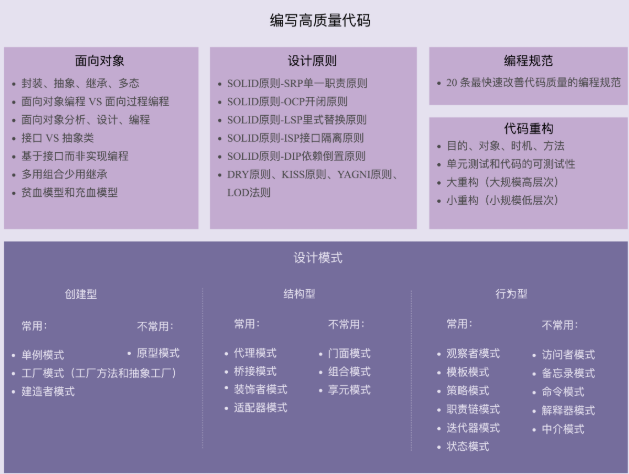 编写高质量代码
面向对象
封装、抽象、继承、多态
面向对象编程 VS 面向过程编程
面向对象分析、设计、编程
接口 VS 抽象类
基于接口而非实现编程
多用组合少用继承
贫血模型和充血模型
设计原则
SOLID原则-SRP单一职责原则
SOLID原则-OCP开闭原则
SOLID原则-LSP里式替换原则
SOLID原则-ISP接口隔离原则
SOLID原则-DIP依赖倒置原则
DRY原则、KISS原则、YAGNI原则、
LOD法则
编程规范
20 条最快速改善代码质量的编程规范
代码重构
目的、对象、时机、方法
单元测试和代码的可测试性
大重构（大规模高层次）
小重构（小规模低层次）
设计模式
创建型
常用：
单例模式
工厂模式（工厂方法和抽象工厂）
建造者模式
不常用：
原型模式
结构型
常用：
代理模式
桥接模式
装饰者模式
适配器模式
不常用：
门面模式
组合模式
享元模式
行为型
常用：
观察者模式
模板模式
策略模式
职责链模式
迭代器模式
状态模式
不常用：
访问者模式
备忘录模式
命令模式
解释器模式
中介模式